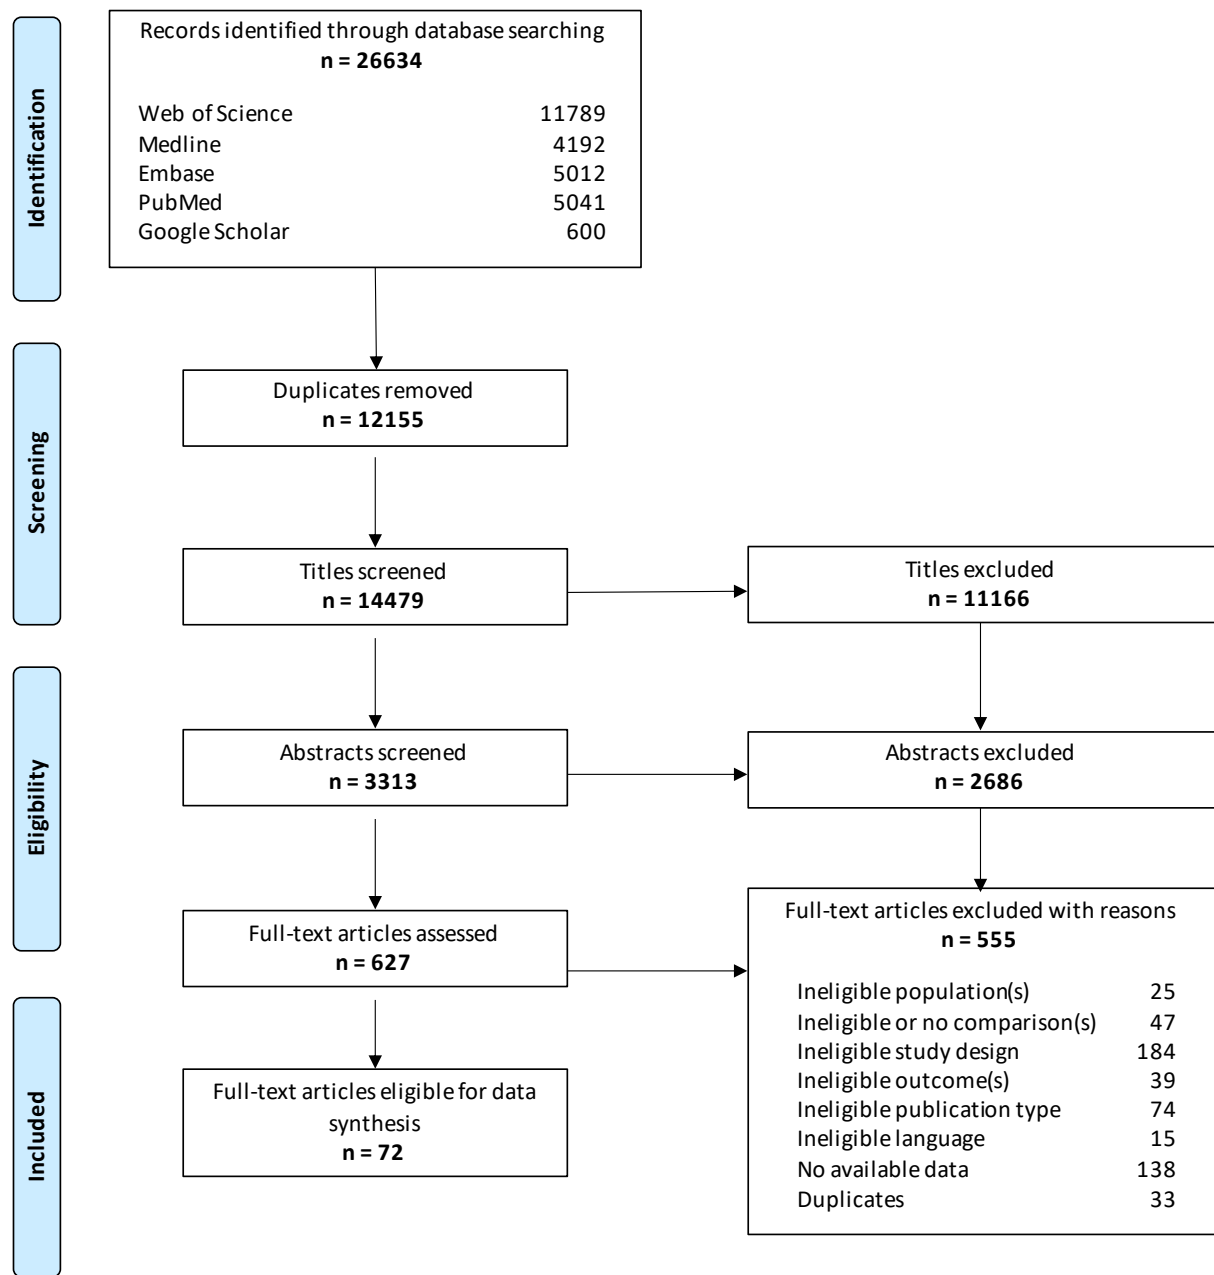 Identification
Records identified through database searching
n = 26634
Web of Science 11789
Medline 4192
Embase 5012
PubMed 5041
Google Scholar 600
Screening
Duplicates removed
n = 12155
Titles screened
n = 14479
Titles excluded
n = 11166
Eligibility
Abstracts screened
n = 3313
Abstracts excluded
n = 2686
Full-text articles assessed
n = 627
Full-text articles excluded with reasons
n = 555
Ineligible population(s) 25
Ineligible or no comparison(s) 47
Ineligible study design 184
Ineligible outcome(s) 39
Ineligible publication type 74
Ineligible language 15
No available data 138
Duplicates 33
Included
Full-text articles eligible for data
synthesis
n = 72